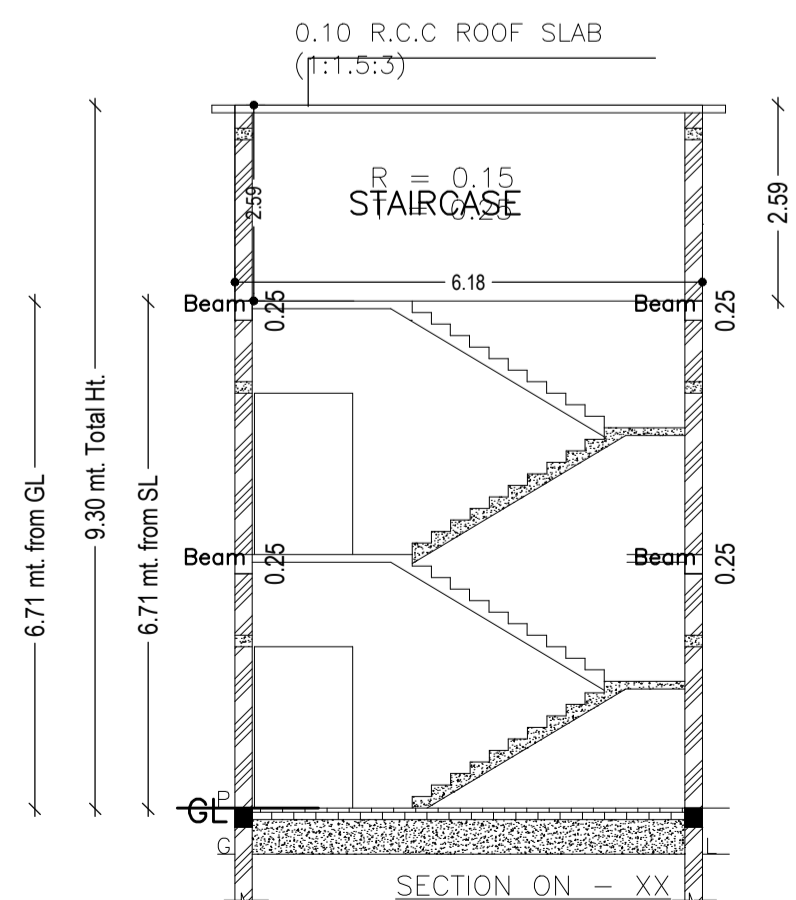 0.10 R.C.C ROOF SLAB
(1:1.5:3)
R = 0.15
STAIRCASE
T = 0.25
2.59
2.59
6.18
Beam
0.25
Beam
0.25
9.30 mt. Total Ht.
6.71 mt. from GL
6.71 mt. from SL
Beam
0.25
Beam
0.25
P
GL
G
L
SECTION ON - XX